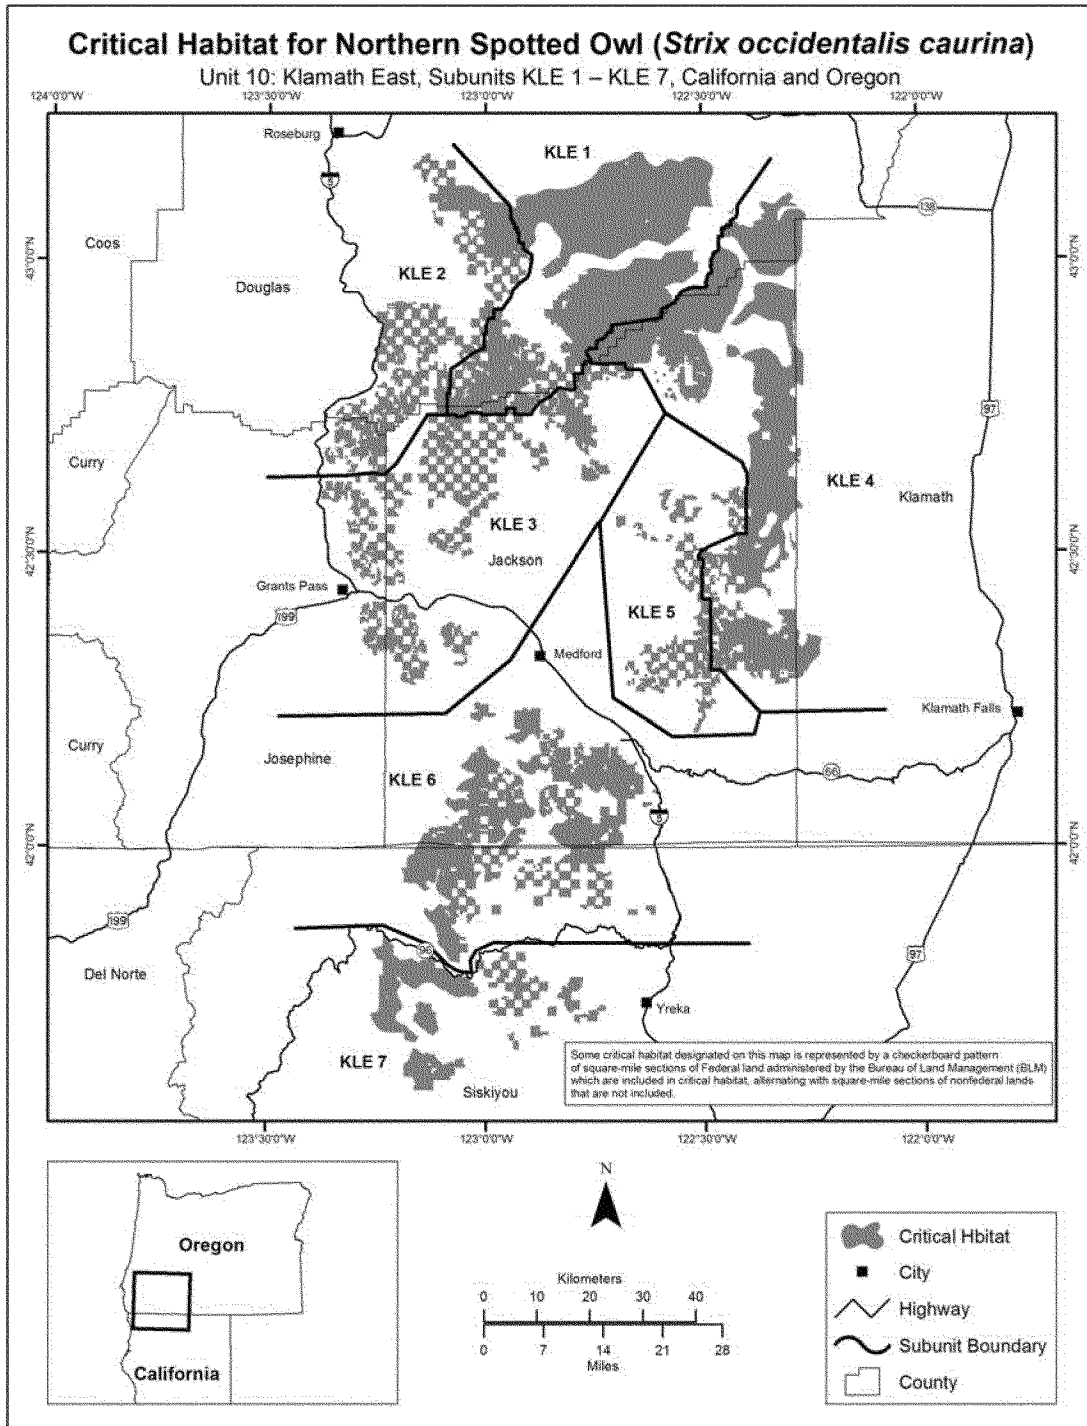 Critical Habitat for Northern Spotted Owl (Strix occidentalis caurina)
Unit 10: Klamath East, Subunits KLE 1 – KLE 7, California and Oregon
124°0'0"W 123°30'0"W 123°0'0"W 122°30'0"W 122°0'0"W
Roseburg
KLE 1
5
138
Coos
43°0'0"N
43°0'0"N
KLE 2
Douglas
97
Curry
KLE 4
Klamath
KLE 3
42°30'0"N
42°30'0"N
Jackson
Grants Pass
199
KLE 5
Medford
Klamath Falls
Curry
Josephine
KLE 6
66
5
42°0'0"N
42°0'0"N
199
96
97
Del Norte
Yreka
KLE 7
Siskiyou
Some critical habitat designated on this map is represented by a checkerboard pattern
of square-mile sections of Federal land administered by the Bureau of Land Management (BLM)
which are included in critical habitat, alternating with square-mile sections of nonfederal lands
that are not included.
123°30'0"W 123°0'0"W 122°30'0"W 122°0'0"W
Oregon
California
N
Kilometers
0 10 20 30 40
0 7 14 21 28
Miles
Critical Hbitat
City
Highway
Subunit Boundary
County